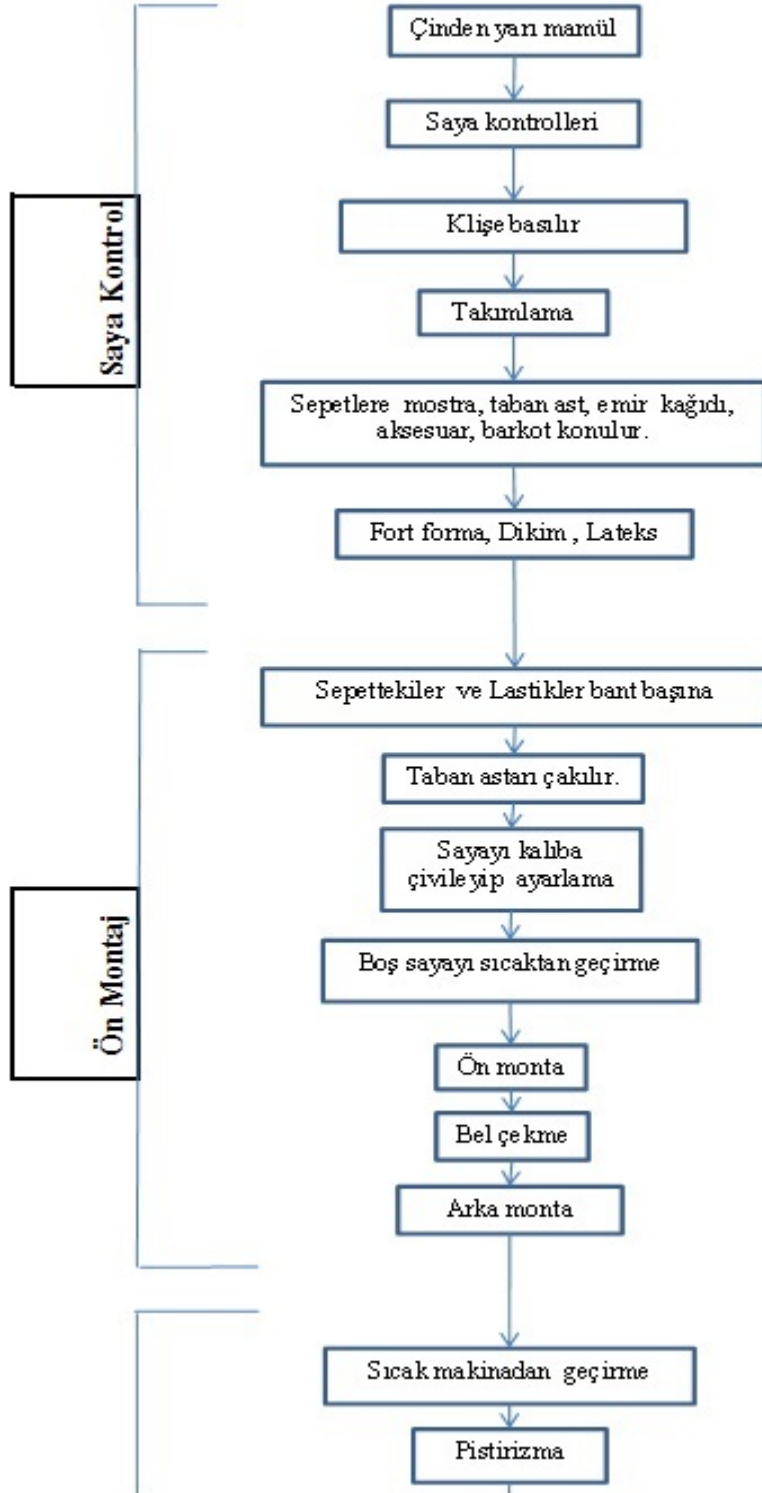 Çinden yarı mamül
Saya kontrolleri
Saya Kontrol
Klişe basılır
Takımlama
Sepetlere mostra, taban ast, emir kağıdı,
aksesuar, barkot konulur.
Fort forma, Dikim , Lateks
Sepettekiler ve Lastikler bant başına
Taban astarı çakılır.
Sayayı kalıba
çivileyip ayarlama
Ön Montaj
Boş sayayı sıcaktan geçirme
Ön monta
Bel çekme
Arka monta
Sıcak makinadan geçirme
Pistirizma